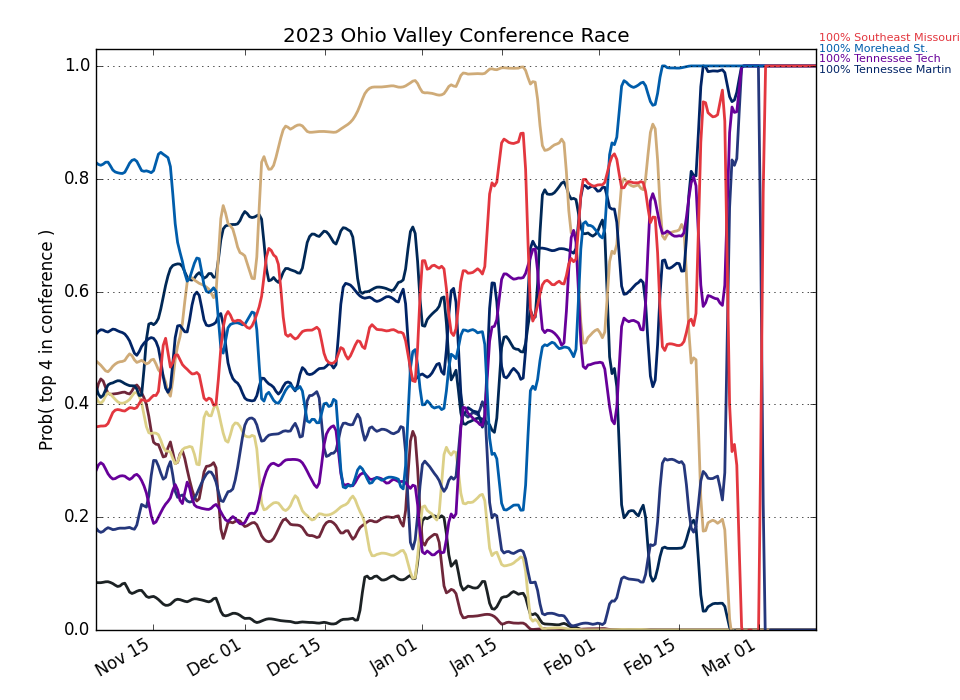 2023 Ohio Valley Conference Race
100% Southeast Missouri
100% Morehead St.
100% Tennessee Tech
100% Tennessee Martin
Prob( top 4 in conference )
1.0
0.8
0.6
0.4
0.2
0.0
Nov 15
Dec 01
Dec 15
Jan 01
Jan 15
Feb 01
Feb 15
Mar 01